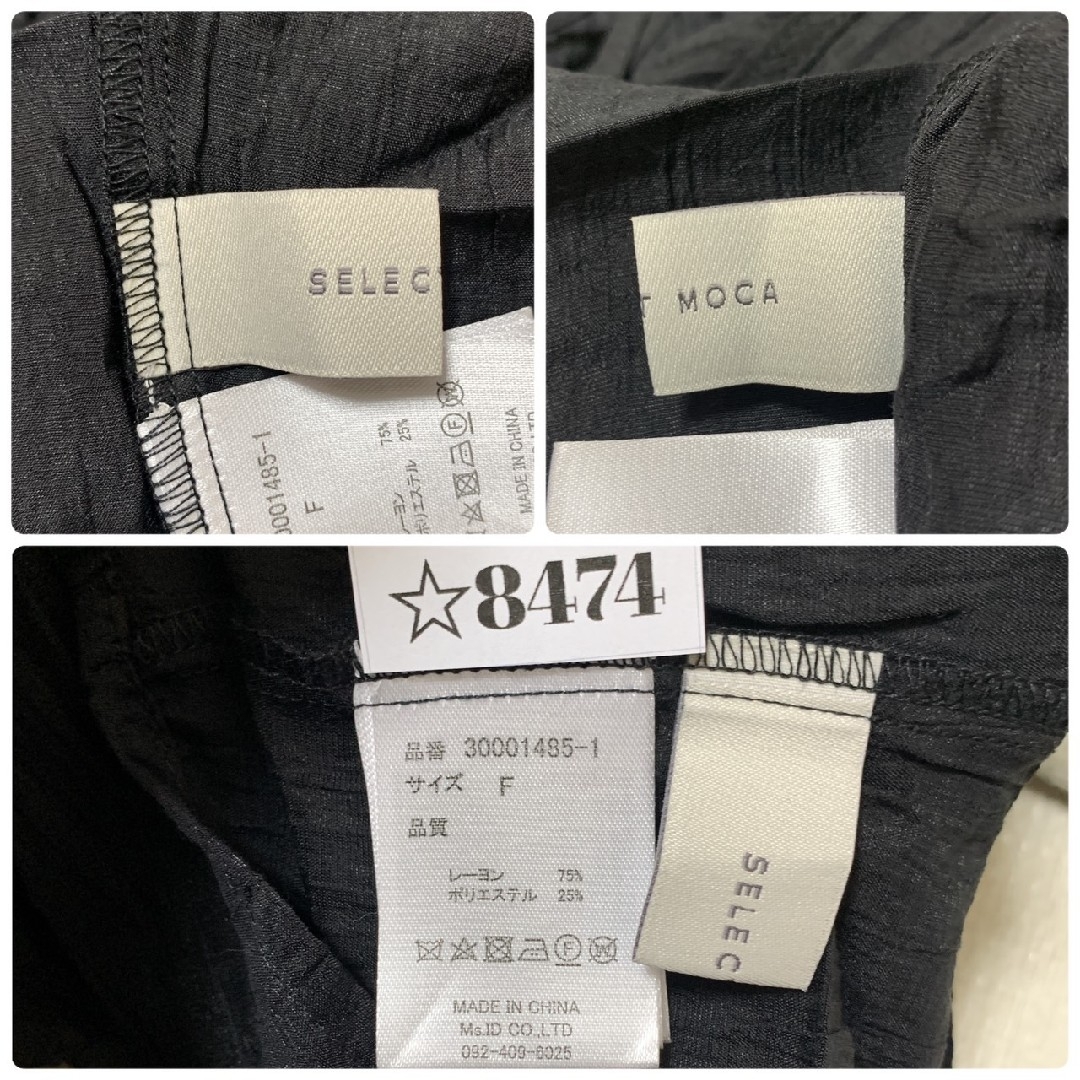 SELEC
30001485-1
F
レーヨン 75%
ポリエステル 25%
MADE IN CHINA
T MOCA
☆8474
品番 30001485-1
サイズ F
品質
レーヨン 75%
ポリエステル 25%
MADE IN CHINA
Ms.ID CO.,LTD
092-409-6025
SELEC